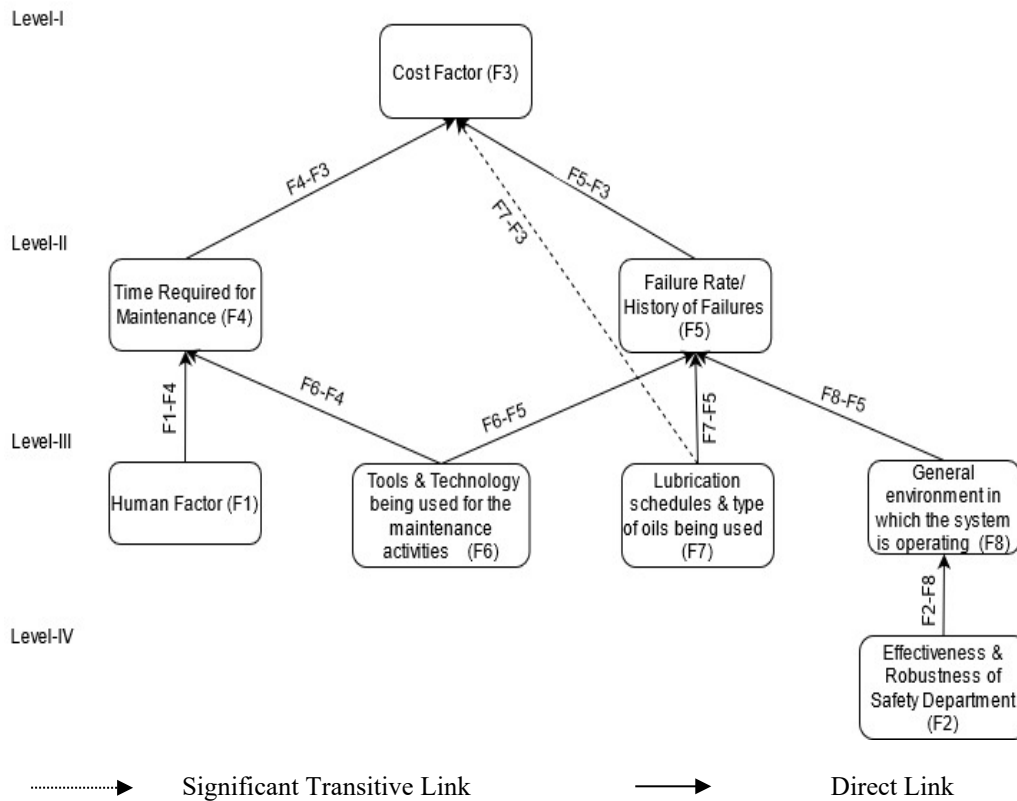 Level-I
Cost Factor (F3)
F4-F3
F7-F3
F5-F3
Level-II
Time Required for
Maintenance (F4)
Failure Rate/
History of Failures
(F5)
F1-F4
F6-F4
F6-F5
F7-F5
F8-F5
Level-III
Human Factor (F1)
Tools & Technology
being used for the
maintenance
activities (F6)
Lubrication
schedules & type
of oils being used
(F7)
General
environment in
which the system
is operating (F8)
F2-F8
Level-IV
Effectiveness &
Robustness of
Safety Department
(F2)
Significant Transitive Link
Direct Link